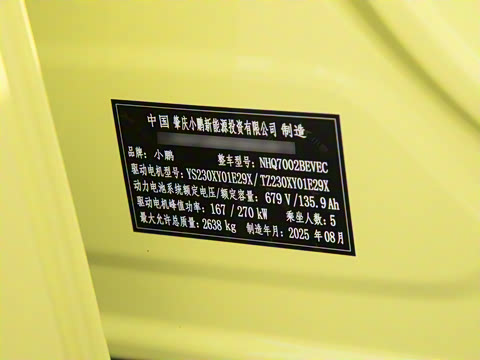 中国 肇庆小鹏新能源投资有限公司 制造
品牌: 小鹏 整车型号: NHQ7002BEVEC
驱动电机型号: YS230XY01E29X/TZ230XY01E29X
动力电池系统额定电压/额定容量: 679 V/135.9 Ah
驱动电机峰值功率: 167/270 kW 乘坐人数: 5
最大允许总质量: 2638 kg 制造年月: 2025 年08月